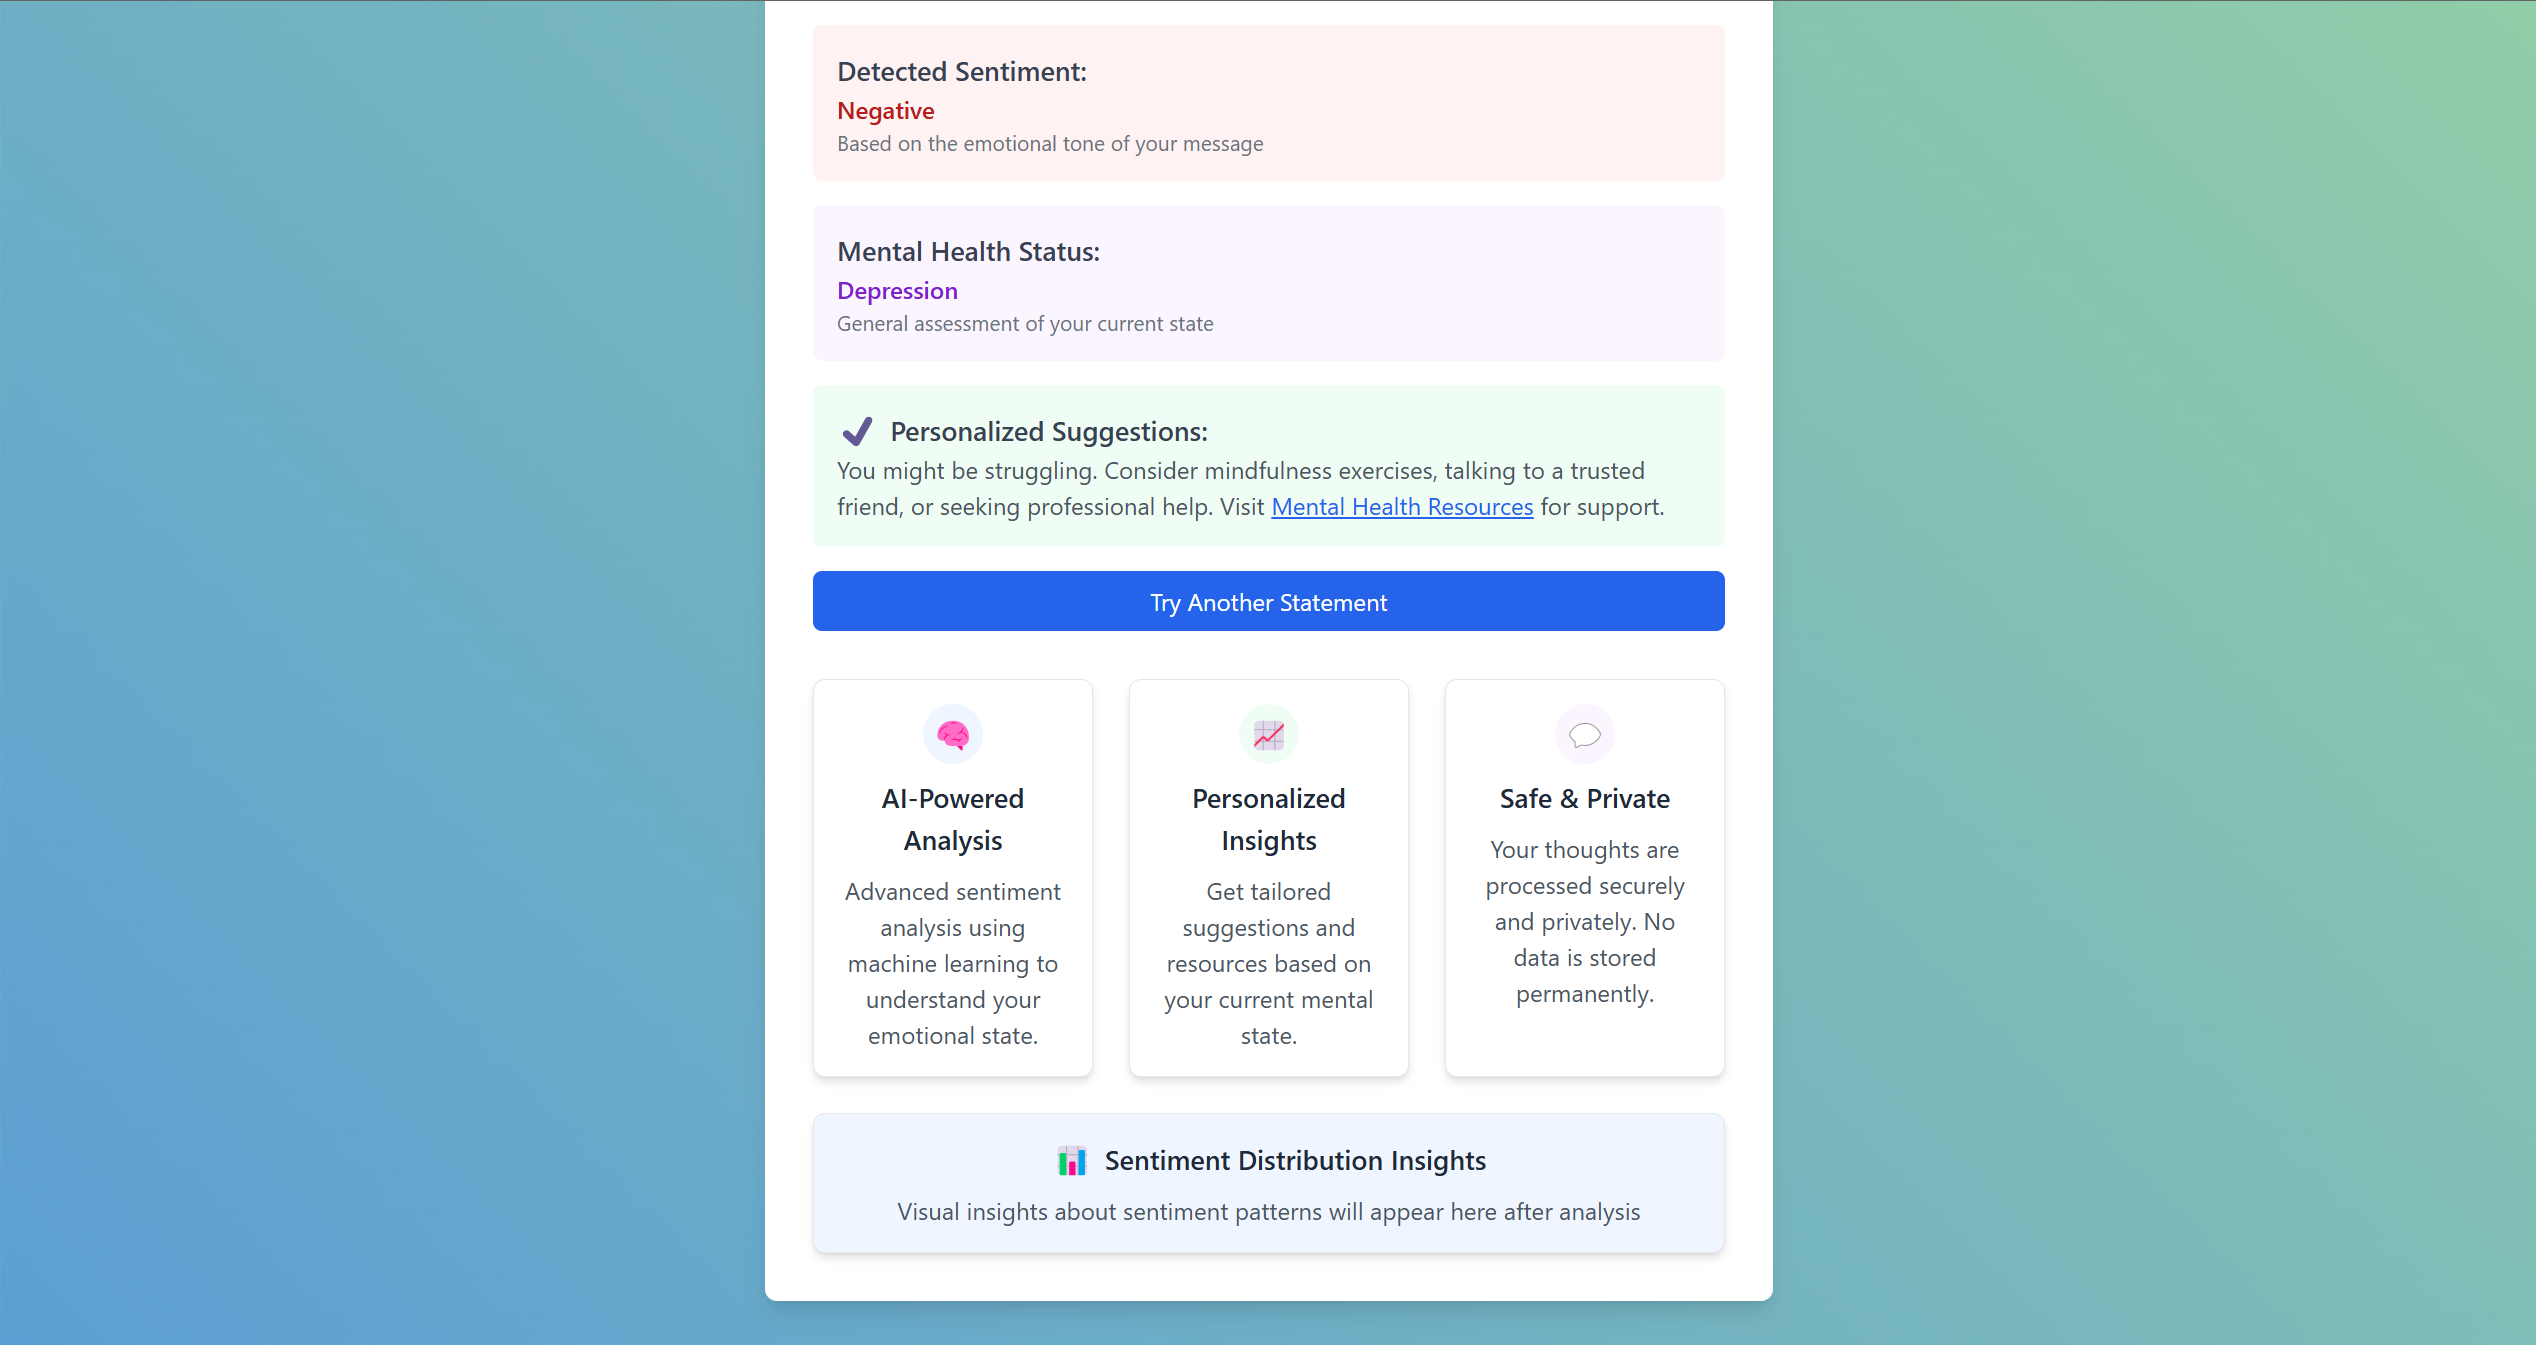 Detected Sentiment:
Negative
Based on the emotional tone of your message
Mental Health Status:
Depression
General assessment of your current state
Personalized Suggestions:
You might be struggling. Consider mindfulness exercises, talking to a trusted
friend, or seeking professional help. Visit Mental Health Resources for support.
Try Another Statement
AI-Powered
Analysis
Advanced sentiment
analysis using
machine learning to
understand your
emotional state.
Personalized
Insights
Get tailored
suggestions and
resources based on
your current mental
state.
Safe & Private
Your thoughts are
processed securely
and privately. No
data is stored
permanently.
Sentiment Distribution Insights
Visual insights about sentiment patterns will appear here after analysis